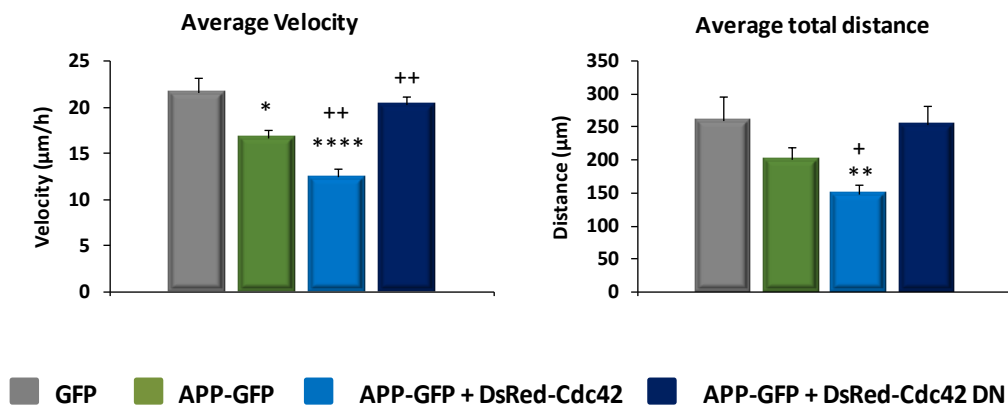 Average Velocity
25
20
15
10
5
0
Velocity (µm/h)
*
++
****
++
Average total distance
350
300
250
200
150
100
50
0
Distance (µm)
+
**
GFP
APP-GFP
APP-GFP + DsRed-Cdc42
APP-GFP + DsRed-Cdc42 DN